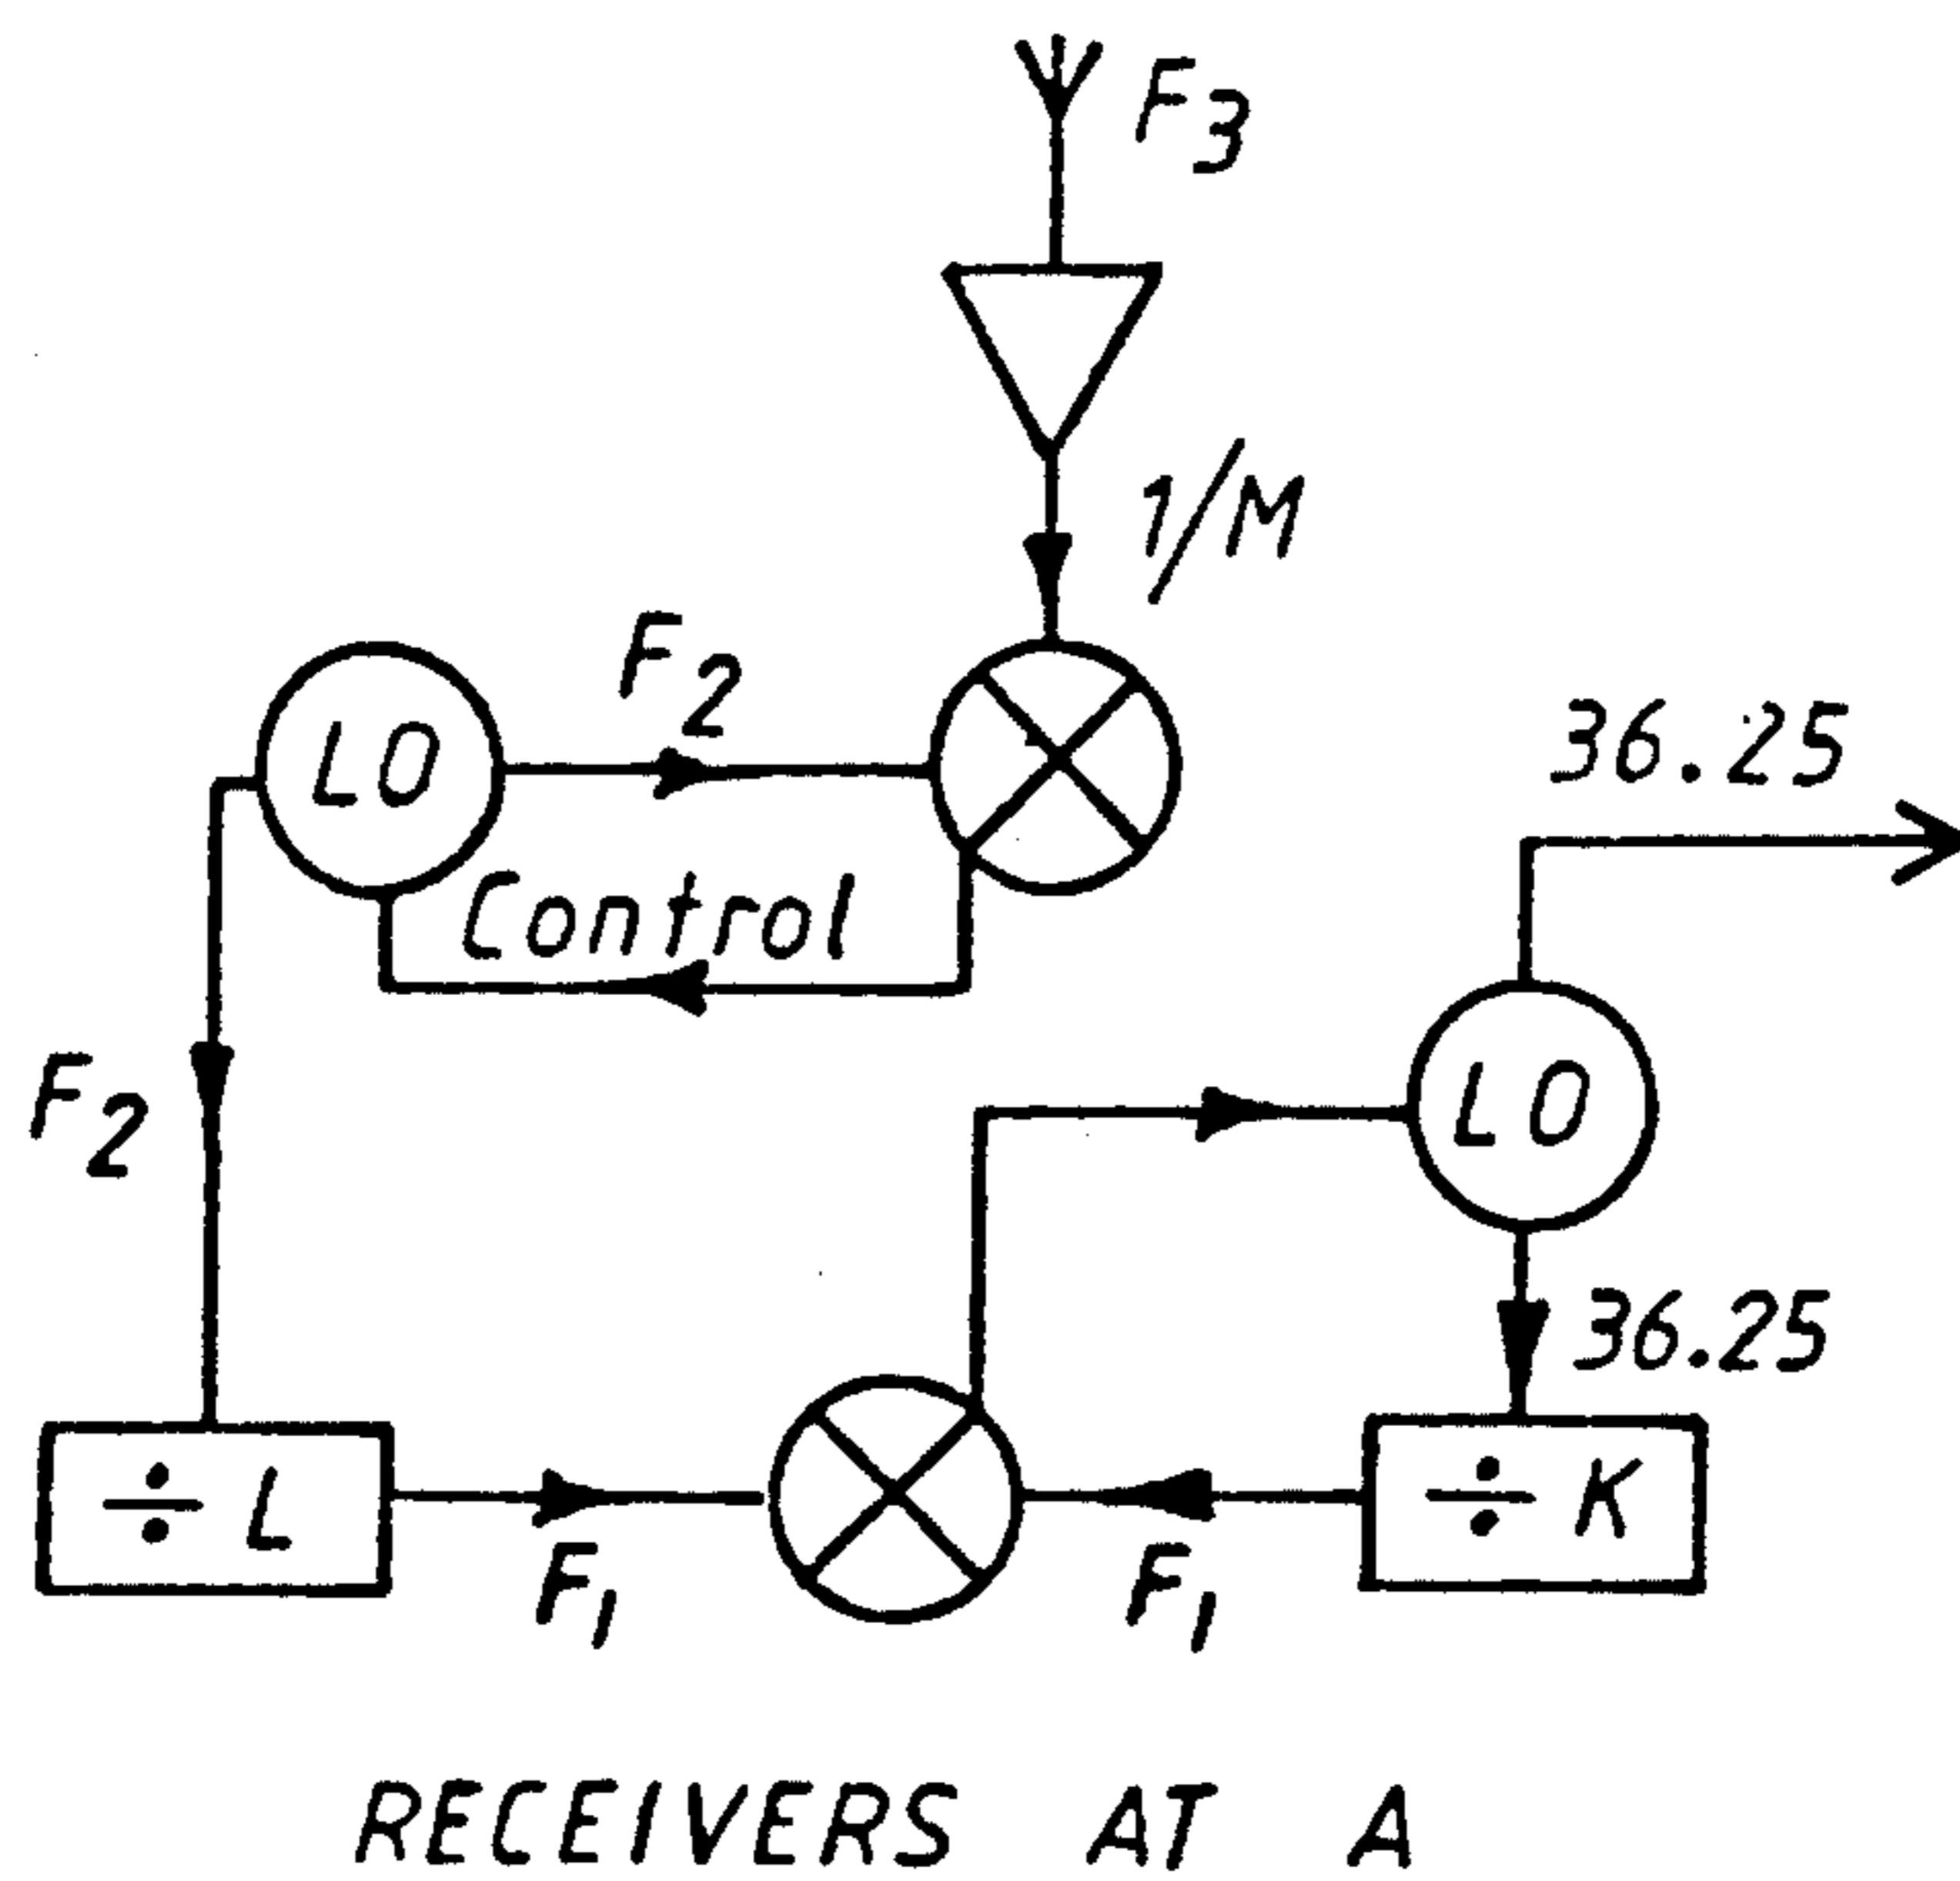 F3
1/M
F2
LO
36.25
Control
F2
LO
36.25
÷ L
÷ K
F1
F1
RECEIVERS AT A